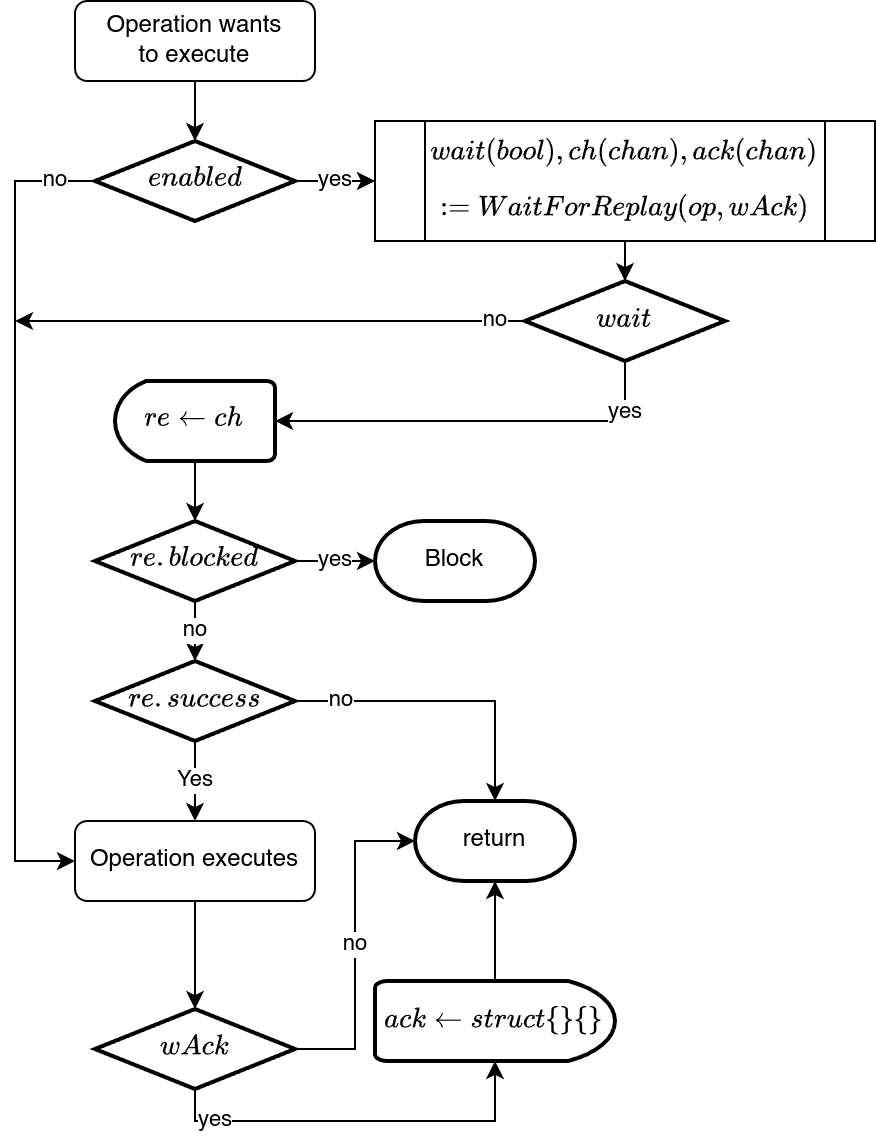 Operation wants
to execute
no
enabled
yes
wait(bool), ch(chan), ack(chan)
:= WaitForReplay(op, wAck)
no
wait
yes
re ← ch
re.blocked
yes
Block
no
re.success
no
Yes
return
Operation executes
no
ack ← struct{}{}
wAck
yes